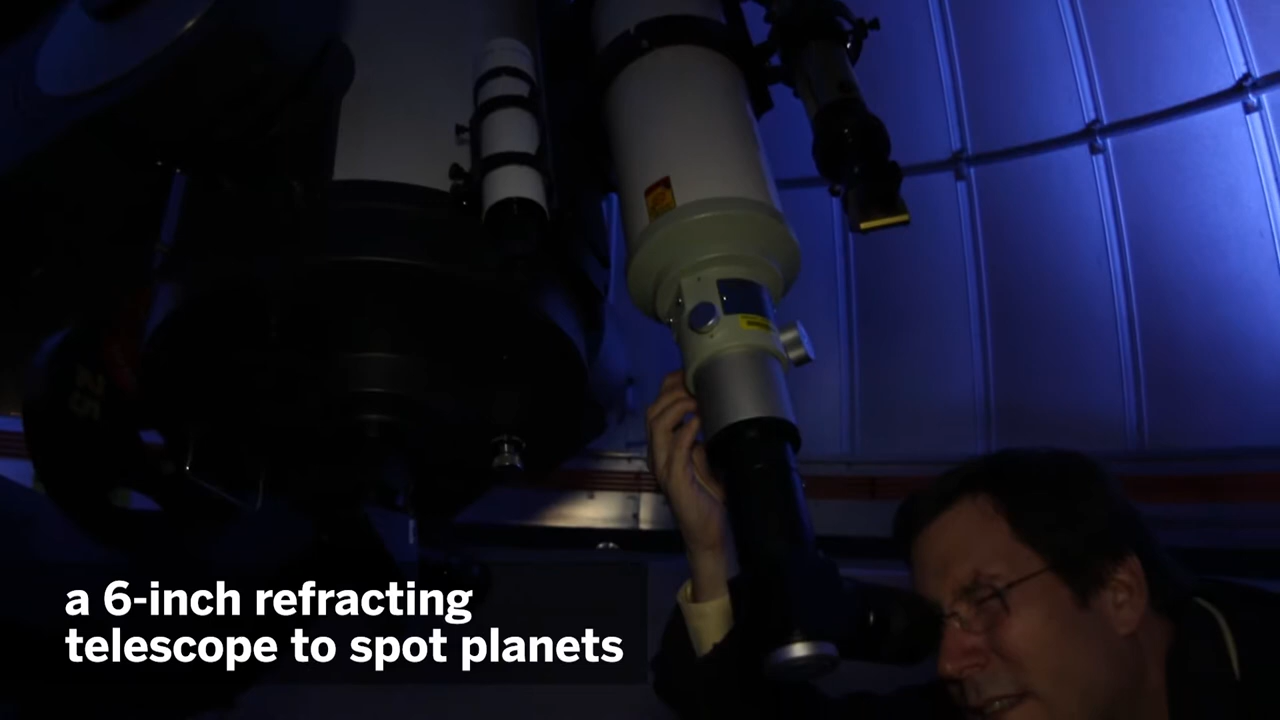 a 6-inch refracting
telescope to spot planets